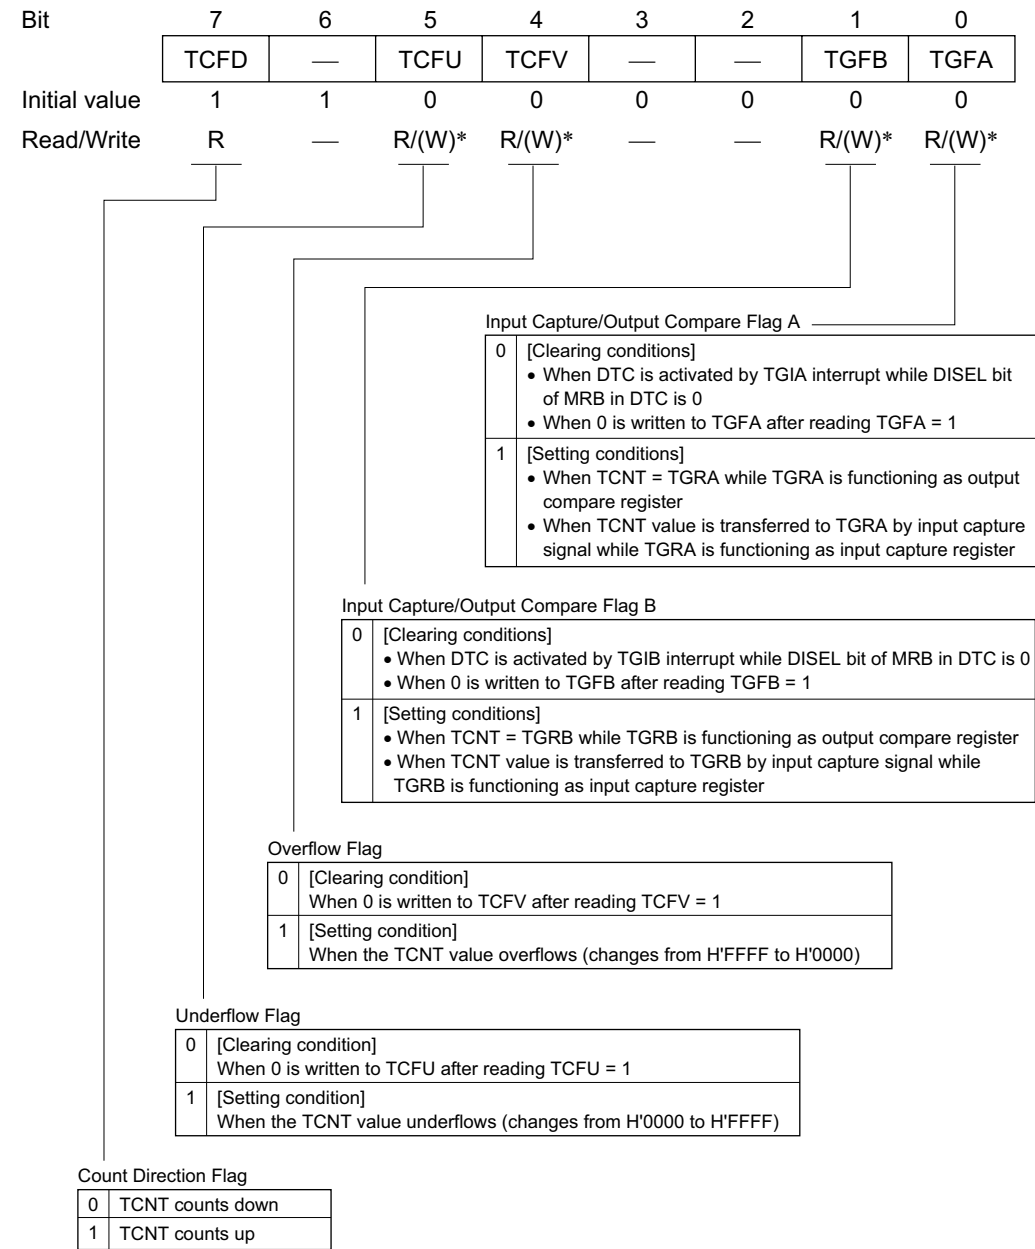 Bit 7 6 5 4 3 2 1 0
TCFD — TCFU TCFV — — TGFB TGFA
Initial value 1 1 0 0 0 0 0 0
Read/Write R — R/(W)* R/(W)* — — R/(W)* R/(W)*
Input Capture/Output Compare Flag A
0 [Clearing conditions]
• When DTC is activated by TGIA interrupt while DISEL bit
of MRB in DTC is 0
• When 0 is written to TGFA after reading TGFA = 1
1 [Setting conditions]
• When TCNT = TGRA while TGRA is functioning as output
compare register
• When TCNT value is transferred to TGRA by input capture
signal while TGRA is functioning as input capture register
Input Capture/Output Compare Flag B
0 [Clearing conditions]
• When DTC is activated by TGIB interrupt while DISEL bit of MRB in DTC is 0
• When 0 is written to TGFB after reading TGFB = 1
1 [Setting conditions]
• When TCNT = TGRB while TGRB is functioning as output compare register
• When TCNT value is transferred to TGRB by input capture signal while
TGRB is functioning as input capture register
Overflow Flag
0 [Clearing condition]
When 0 is written to TCFV after reading TCFV = 1
1 [Setting condition]
When the TCNT value overflows (changes from H'FFFF to H'0000)
Underflow Flag
0 [Clearing condition]
When 0 is written to TCFU after reading TCFU = 1
1 [Setting condition]
When the TCNT value underflows (changes from H'0000 to H'FFFF)
Count Direction Flag
0 TCNT counts down
1 TCNT counts up